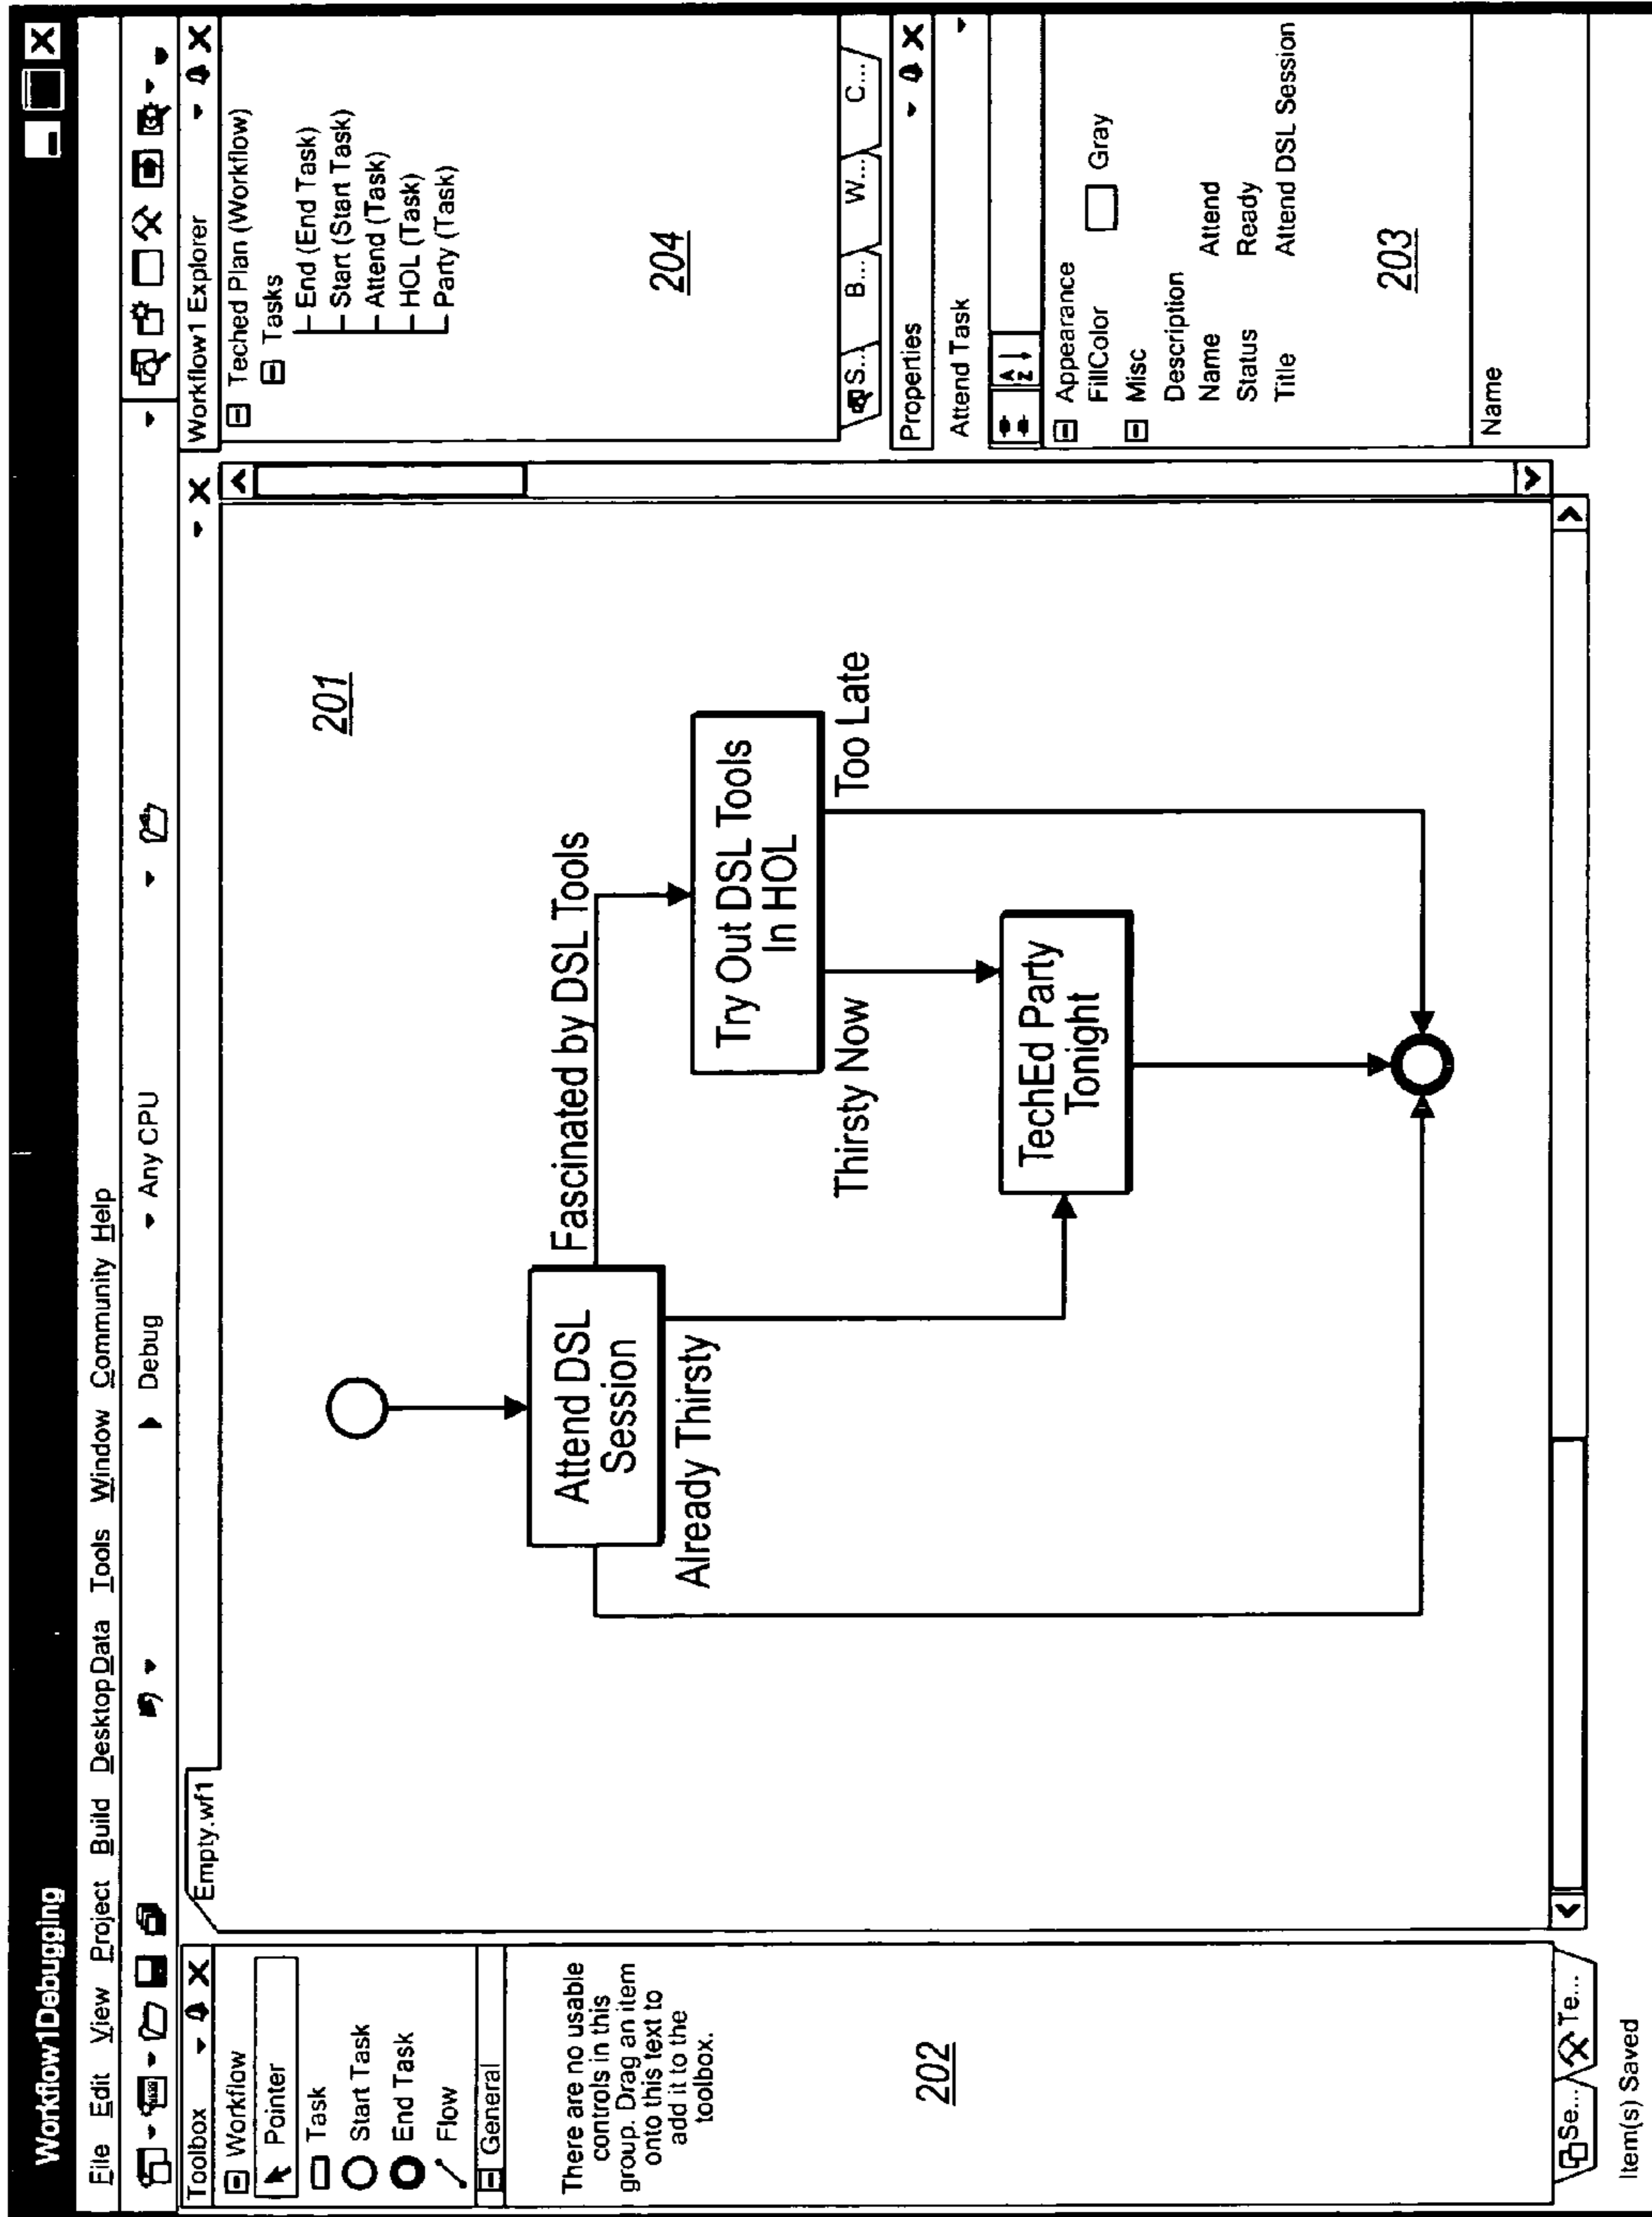 Workflow1Debugging
File Edit View Project Build DesktopData Tools Window Community Help
Debug Any CPU
Toolbox
Workflow
Pointer
Task
Start Task
End Task
Flow
General
There are no usable
controls in this
group. Drag an item
onto this text to
add it to the
toolbox.
202
Se...
Te...
Empty.wf1
201
Attend DSL
Session
Fascinated by DSL Tools
Already Thirsty
Try Out DSL Tools
In HOL
Thirsty Now
Too Late
TechEd Party
Tonight
Workflow1 Explorer
Teched Plan (Workflow)
Tasks
End (End Task)
Start (Start Task)
Attend (Task)
HOL (Task)
Party (Task)
204
S... B... W... C...
Properties
Attend Task
A
Z
Appearance
FillColor Gray
Misc
Description
Name Attend
Status Ready
Title Attend DSL Session
203
Name
Item(s) Saved